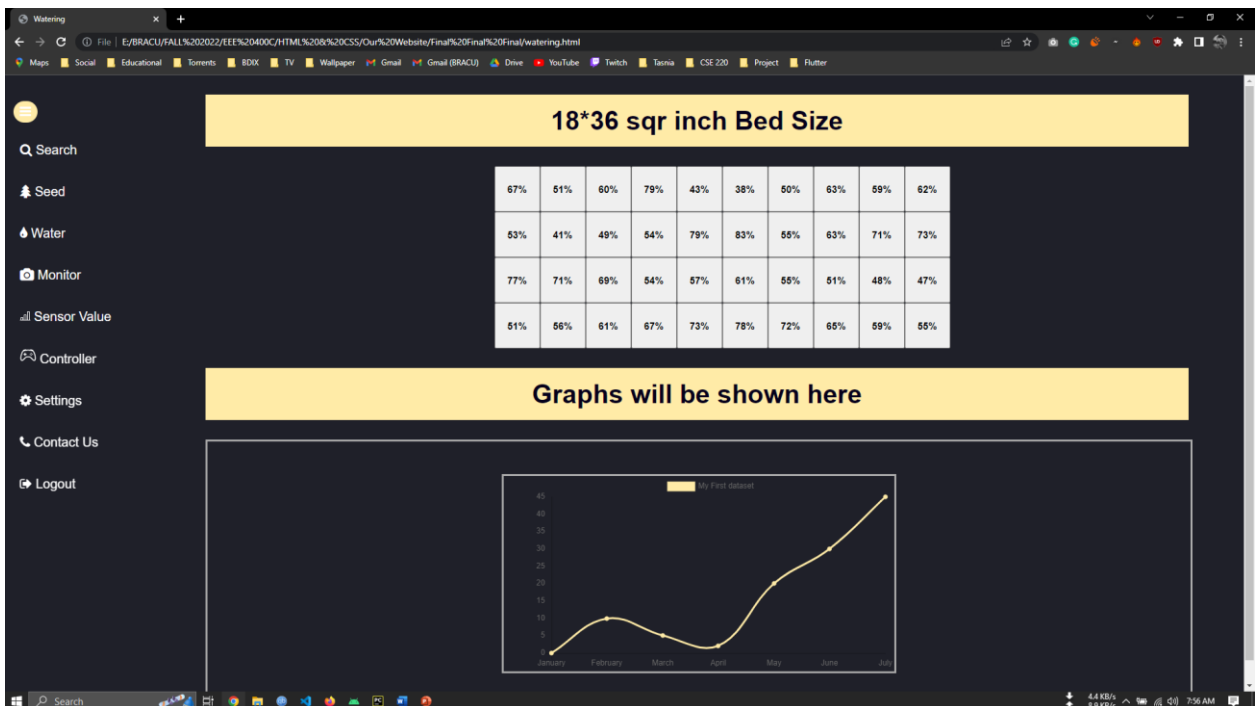 Watering
File E:/BRACU/FALL%202022/EEE%20400C/HTML%20&%20CSS/Our%20Website/Final%20Final%20Final/watering.html
Maps Social Educational Torrents BDIX TV Wallpaper Gmail Gmail (BRACU) Drive YouTube Twitch Tasnia CSE 220 Project Flutter
18*36 sqr inch Bed Size
Search
Seed
Water
Monitor
Sensor Value
Controller
Settings
Contact Us
Logout
67% 51% 60% 79% 43% 38% 50% 63% 59% 62%
53% 41% 49% 54% 79% 83% 55% 63% 71% 73%
77% 71% 69% 54% 57% 61% 55% 51% 48% 47%
51% 56% 61% 67% 73% 78% 72% 65% 59% 55%
Graphs will be shown here
My First dataset
45
40
35
30
25
20
15
10
5
0
January February March April May June July
Search
4.4 KB/s
7:56 AM